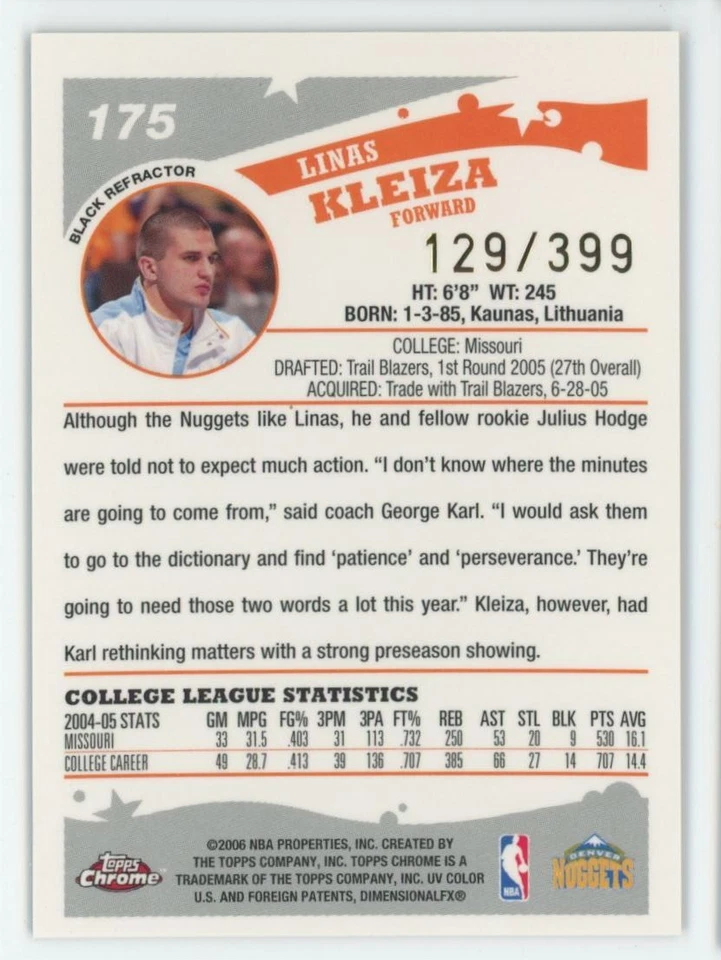 175
BLACK REFRACTOR
LINAS
KLEIZA
FORWARD
129/399
HT: 6'8" WT: 245
BORN: 1-3-85, Kaunas, Lithuania
COLLEGE: Missouri
DRAFTED: Trail Blazers, 1st Round 2005 (27th Overall)
ACQUIRED: Trade with Trail Blazers, 6-28-05
Although the Nuggets like Linas, he and fellow rookie Julius Hodge
were told not to expect much action. “I don’t know where the minutes
are going to come from,” said coach George Karl. “I would ask them
to go to the dictionary and find ‘patience’ and ‘perseverance.’ They’re
going to need those two words a lot this year.” Kleiza, however, had
Karl rethinking matters with a strong preseason showing.
COLLEGE LEAGUE STATISTICS
2004-05 STATS GM MPG FG% 3PM 3PA FT% REB AST STL BLK PTS AVG
MISSOURI 33 31.5 .403 31 113 .732 250 53 20 9 530 16.1
COLLEGE CAREER 49 28.7 .413 39 136 .707 385 66 27 14 707 14.4
©2006 NBA PROPERTIES, INC. CREATED BY
THE TOPPS COMPANY, INC. TOPPS CHROME IS A
TRADEMARK OF THE TOPPS COMPANY, INC. UV COLOR
U.S. AND FOREIGN PATENTS, DIMENSIONALFX®
Topps
Chrome
NBA
DENVER
NUGGETS